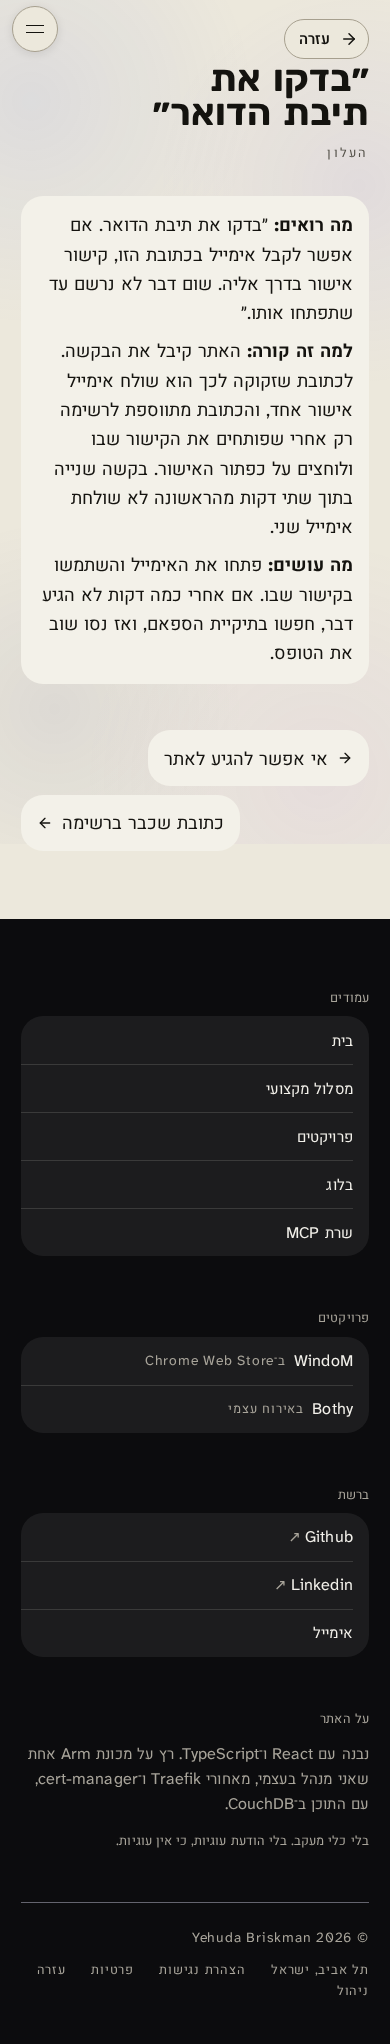 עזרה
"בדקו את
תיבת הדואר"
העלון
מה רואים: "בדקו את תיבת הדואר. אם
אפשר לקבל אימייל בכתובת הזו, קישור
אישור בדרך אליה. שום דבר לא נרשם עד
שתפתחו אותו."
למה זה קורה: האתר קיבל את הבקשה.
לכתובת שזקוקה לכך הוא שולח אימייל
אישור אחד, והכתובת מתווספת לרשימה
רק אחרי שפותחים את הקישור שבו
ולוחצים על כפתור האישור. בקשה שנייה
בתוך שתי דקות מהראשונה לא שולחת
אימייל שני.
מה עושים: פתחו את האימייל והשתמשו
בקישור שבו. אם אחרי כמה דקות לא הגיע
דבר, חפשו בתיקיית הספאם, ואז נסו שוב
את הטופס.
אי אפשר להגיע לאתר
כתובת שכבר ברשימה
עמודים
בית
מסלול מקצועי
פרויקטים
בלוג
שרת MCP
פרויקטים
WindoM ב־Chrome Web Store
Bothy באירוח עצמי
ברשת
Github ↗
Linkedin ↗
אימייל
על האתר
נבנה עם React ו־TypeScript. רץ על מכונת Arm אחת
שאני מנהל בעצמי, מאחורי Traefik ו־cert-manager,
עם התוכן ב־CouchDB.
בלי כלי מעקב. בלי הודעת עוגיות, כי אין עוגיות.
© 2026 Yehuda Briskman
תל אביב, ישראל הצהרת נגישות פרטיות עזרה
ניהול